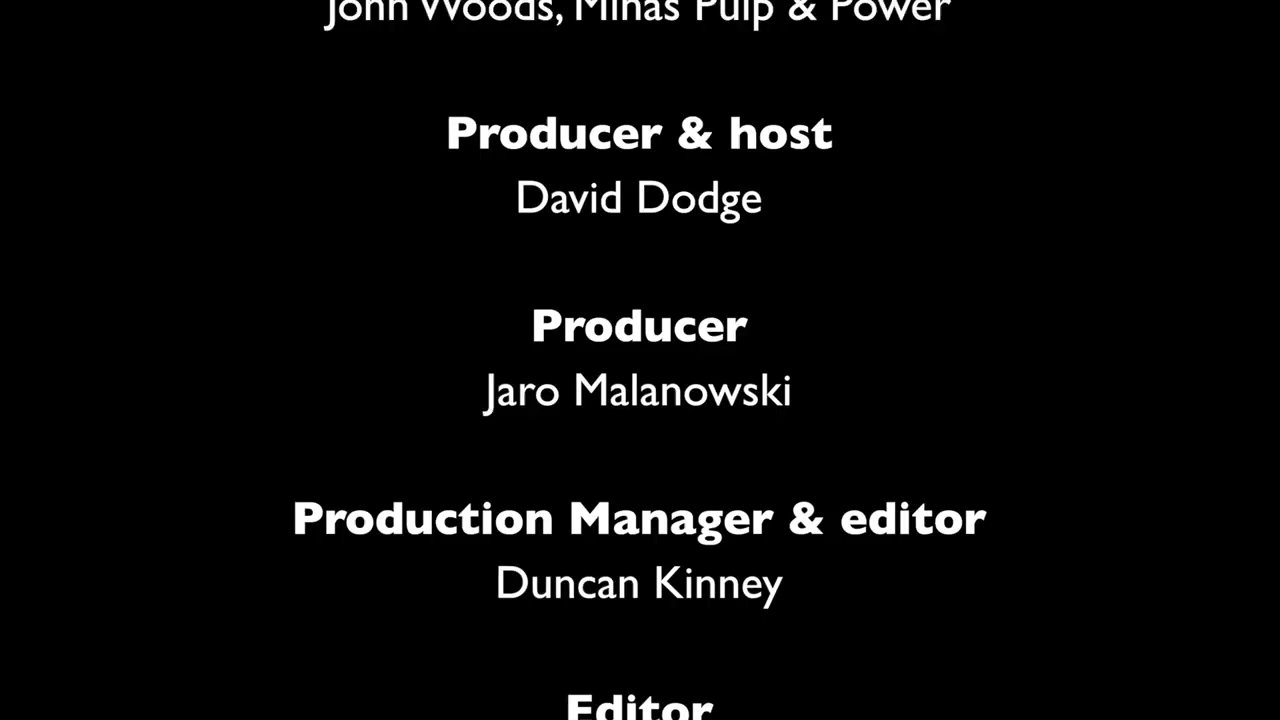 John Woods, Minas Pulp & Power
Producer & host
David Dodge
Producer
Jaro Malanowski
Production Manager & editor
Duncan Kinney
Editor